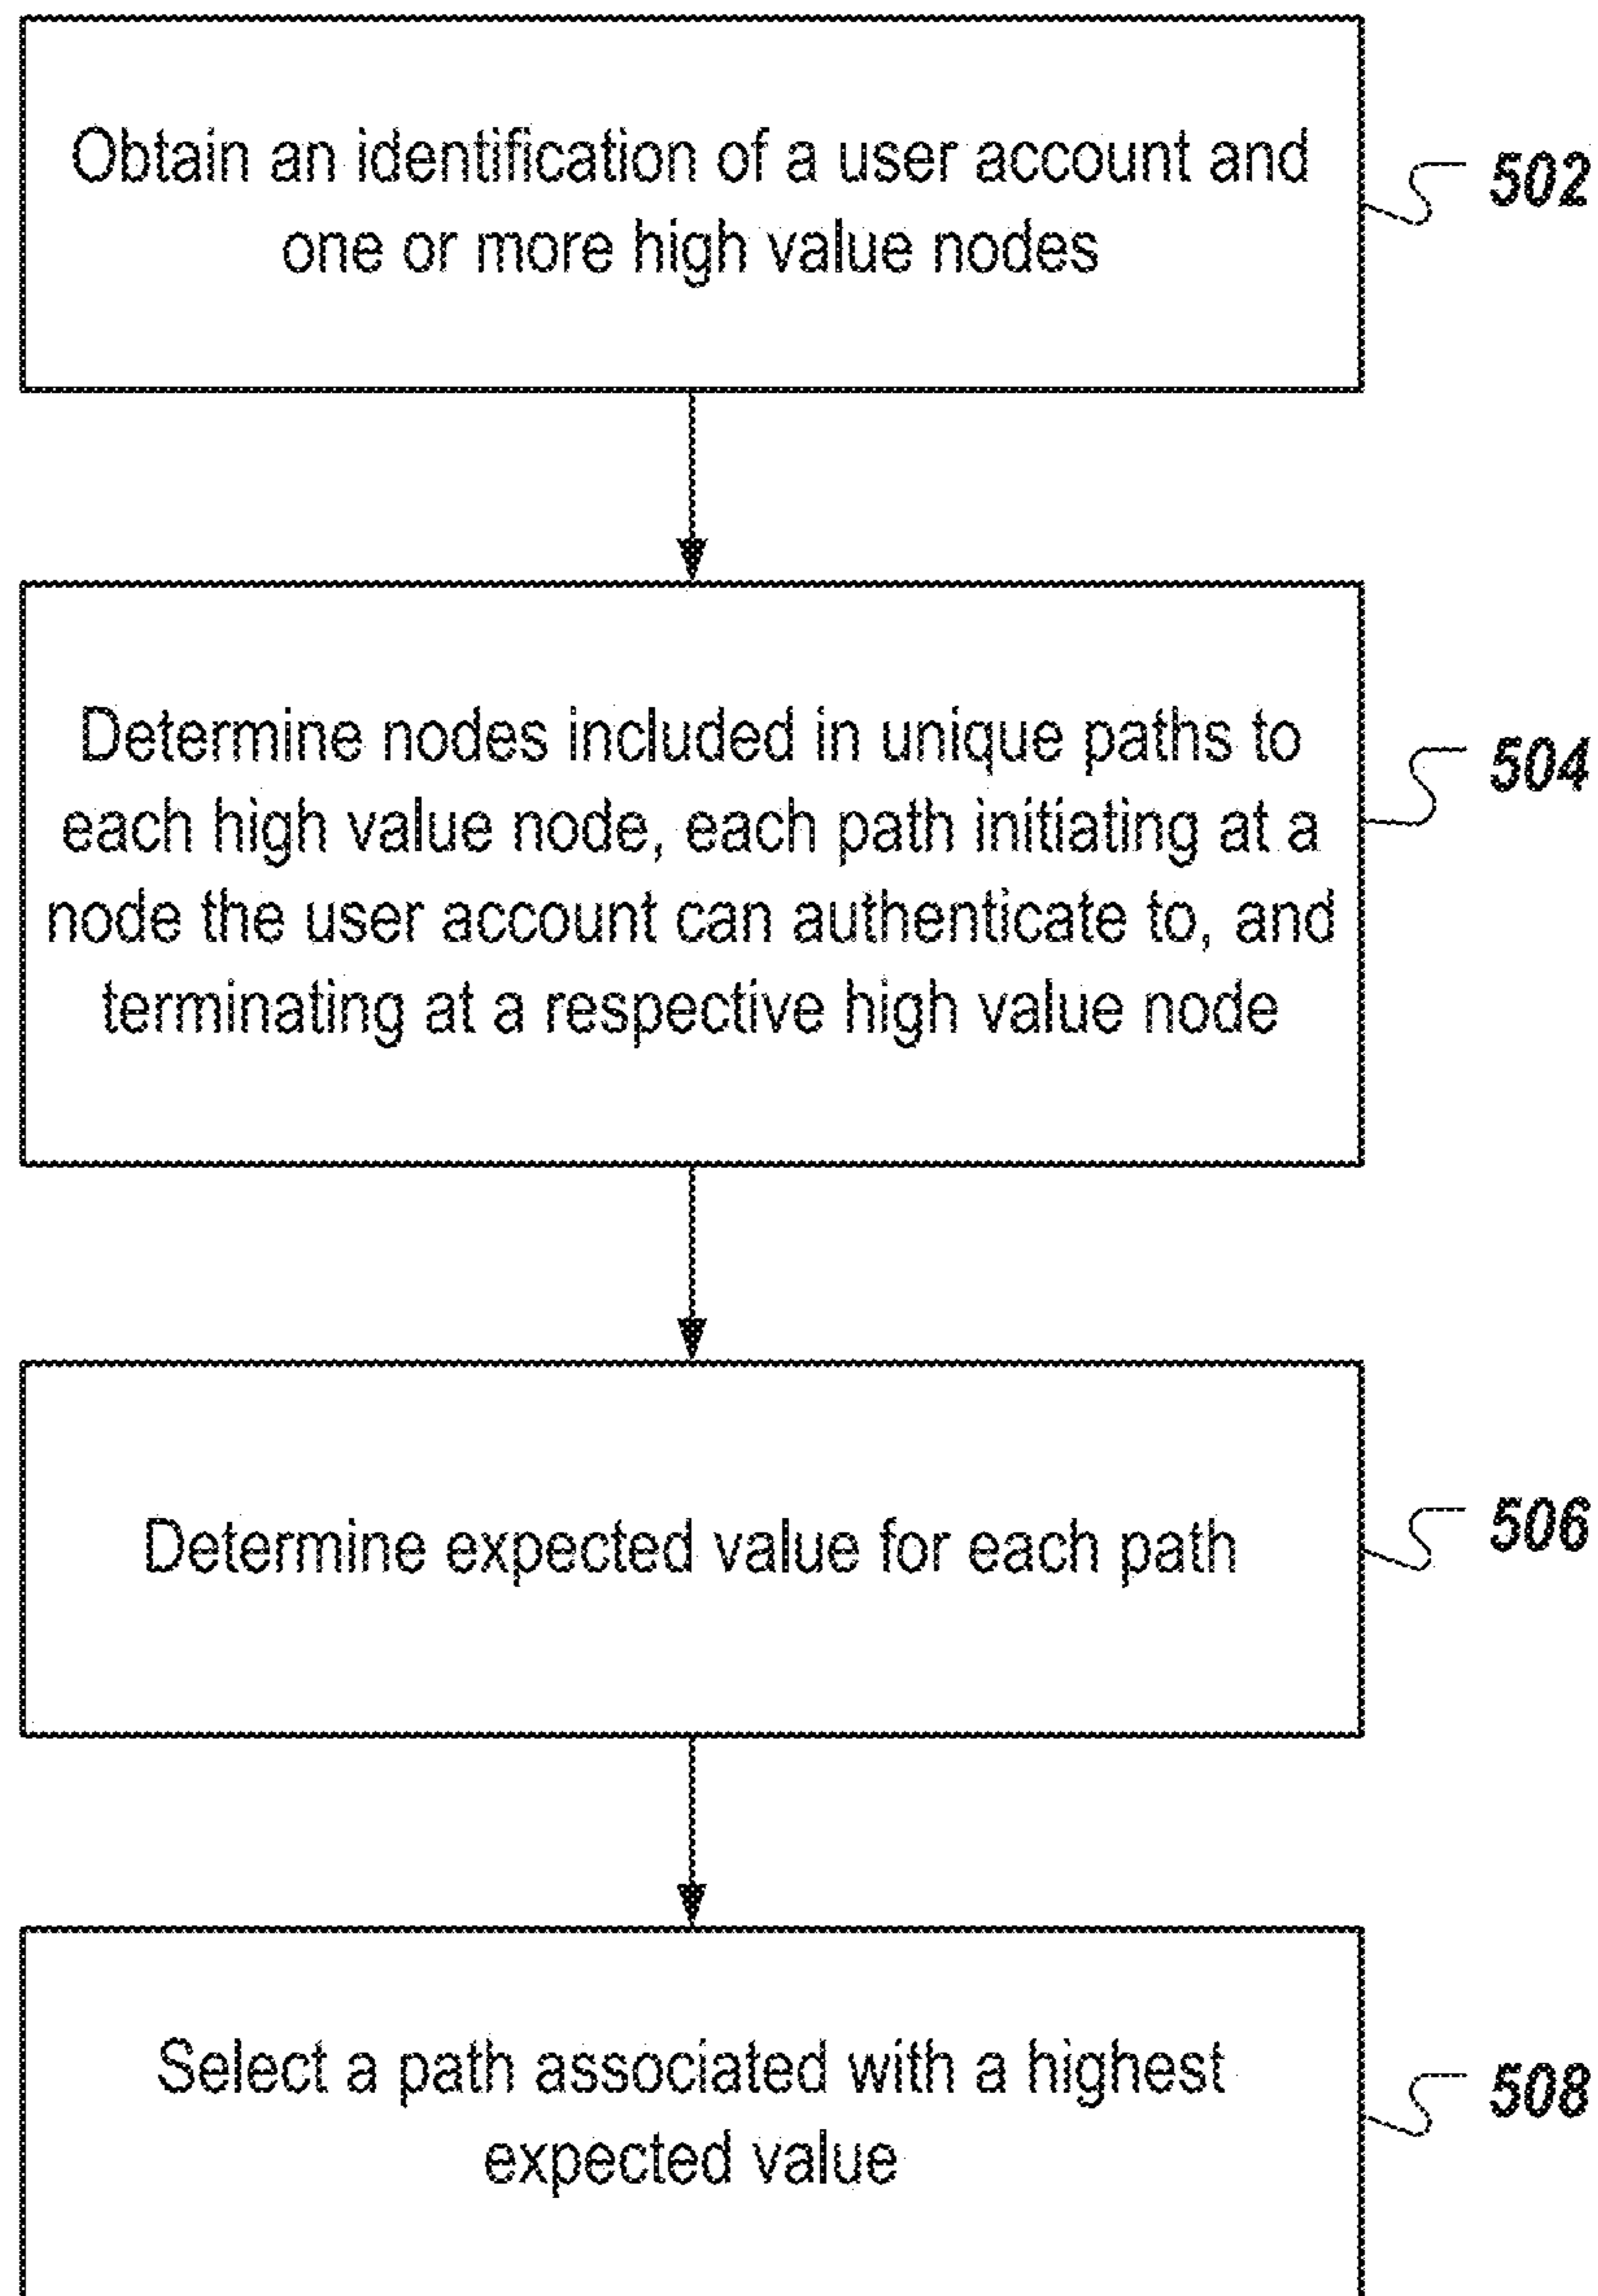 Obtain an identification of a user account and
one or more high value nodes
502
Determine nodes included in unique paths to
each high value node, each path initiating at a
node the user account can authenticate to, and
terminating at a respective high value node
504
Determine expected value for each path
506
Select a path associated with a highest
expected value
508